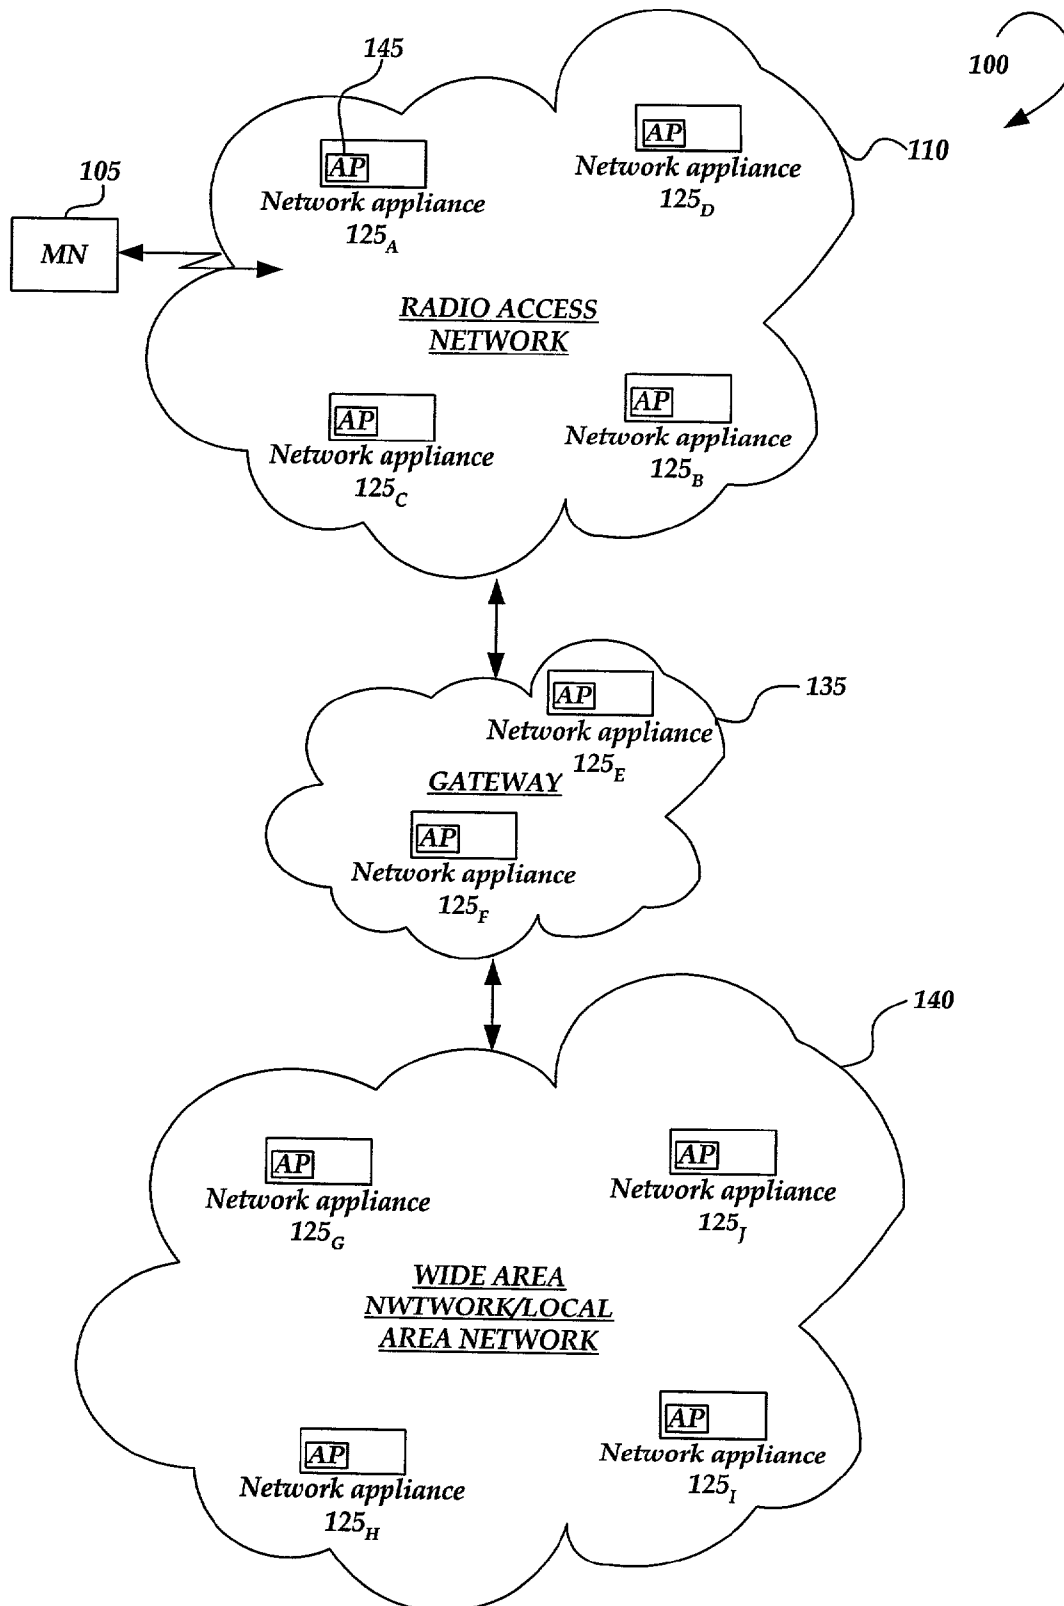 145
100
AP
AP
110
Network appliance
125D
105
Network appliance
125A
MN
RADIO ACCESS
NETWORK
AP
AP
Network appliance
125B
Network appliance
125C
AP
135
Network appliance
125E
GATEWAY
AP
Network appliance
125F
140
AP
AP
Network appliance
125J
Network appliance
125G
WIDE AREA
NWTWORK/LOCAL
AREA NETWORK
AP
Network appliance
125I
AP
Network appliance
125H